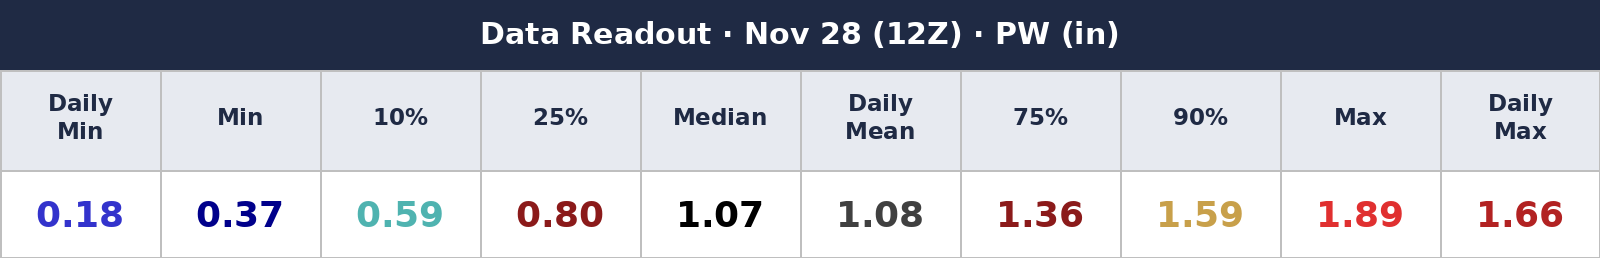 Data Readout · Nov 28 (12Z) · PW (in)
Daily Min Min 10% 25% Median Daily Mean 75% 90% Max Daily Max
0.18 0.37 0.59 0.80 1.07 1.08 1.36 1.59 1.89 1.66